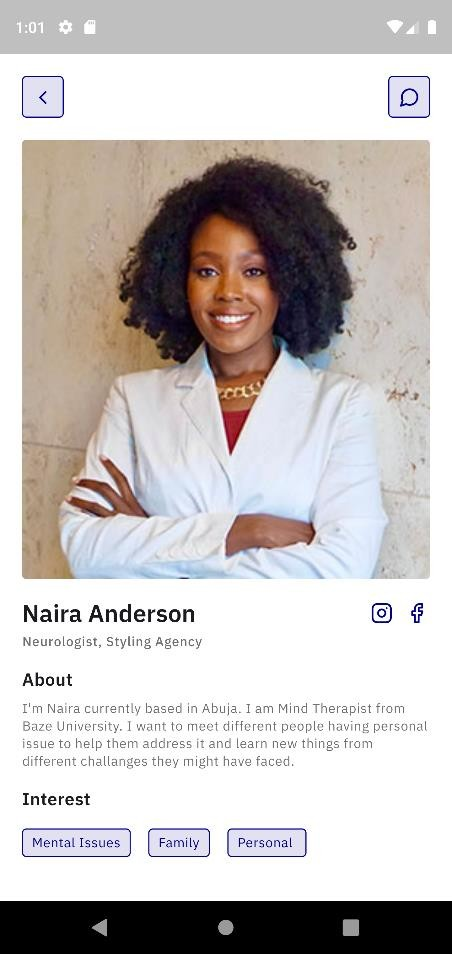 1:01
Naira Anderson
Neurologist, Styling Agency
About
I'm Naira currently based in Abuja. I am Mind Therapist from
Baze University. I want to meet different people having personal
issue to help them address it and learn new things from
different challanges they might have faced.
Interest
Mental Issues Family Personal